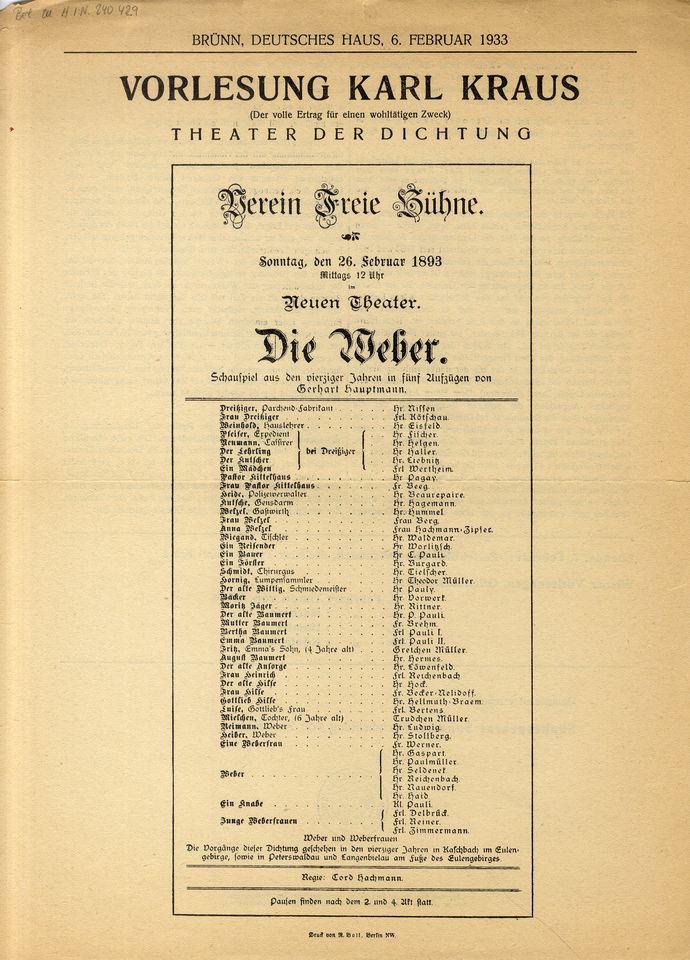 Bot. zu H.I.N. 240 429
BRÜNN, DEUTSCHES HAUS, 6. FEBRUAR 1933
VORLESUNG KARL KRAUS
(Der volle Ertrag für einen wohltätigen Zweck)
THEATER DER DICHTUNG
Verein Freie Bühne.
Sonntag, den 26. Februar 1893
Mittags 12 Uhr
im
Neuen Theater.
Die Weber.
Schauspiel aus den vierziger Jahren in fünf Aufzügen von
Gerhart Hauptmann.
Dreißiger, Parchend-Fabrikant . . . . . Hr. Nissen
Frau Dreißiger . . . . . Frl. Kötschau.
Weinhold, Hauslehrer . . . . . Hr. Eisfeld.
Pfeifer, Expedient . . . Hr. Fischer.
Neumann, Cassirer . . . Hr. Helgen.
Der Lehrling bei Dreißiger . . . Hr. Haller.
Der Kutscher . . . Hr. Liebnitz
Ein Mädchen . . . Frl Wertheim.
Pastor Kittelhaus . . . . . Hr. Pagay.
Frau Pastor Kittelhaus . . . . . Fr. Beeg.
Heide, Polizeiverwalter . . . . . Hr. Beaurepaire.
Kutsche, Gensdarm . . . . . Hr. Hagemann.
Welzel, Gastwirth . . . . . Hr. Hummel
Frau Welzel . . . . . Frau Berg.
Anna Welzel . . . . . Frau Hachmann-Zipser.
Wiegand, Tischler . . . . . Hr. Waldemar.
Ein Reisender . . . . . Hr. Worlitsch.
Ein Bauer . . . . . Hr. C. Pauli.
Ein Förster . . . . . Hr. Burgard.
Schmidt, Chirurgus . . . . . Hr. Tielscher.
Hornig, Lumpensammler . . . . . Hr. Theodor Müller.
Der alte Wittig, Schmiedemeister . . . . . Hr. Pauly.
Bäcker . . . . . Hr. Vorwerk.
Moritz Jäger . . . . . Hr. Rittner.
Der alte Baumert . . . . . Hr. P. Pauli.
Mutter Baumert . . . . . Fr. Brehm.
Bertha Baumert . . . . . Frl. Pauli I.
Emma Baumert . . . . . Frl. Pauli II.
Fritz, Emma's Sohn, (4 Jahre alt) . . . . . Gretchen Müller.
August Baumert . . . . . Hr. Hermes.
Der alte Ansorge . . . . . Hr. Löwenfeld.
Frau Heinrich . . . . . Frl. Reichenbach
Der alte Hilse . . . . . Hr. Hock.
Frau Hilse . . . . . Fr. Becker-Nelidoff.
Gottlieb Hilse . . . . . Hr. Hellmuth-Braem.
Luise, Gottlieb's Frau . . . . . Frl. Bertens.
Mielchen, Tochter, (6 Jahre alt) . . . . . Trudchen Müller.
Reimann, Weber . . . . . Hr. Ludwig.
Heiber, Weber . . . . . Hr. Stollberg.
Eine Weberfrau . . . . . Fr. Werner.
Hr. Gaspart.
Hr. Paulmüller.
Hr. Seldeneck
Weber . . . . . Hr. Reichenbach.
Hr. Nauendorf.
Hr. Haid
Ein Knabe . . . . . Kl. Pauli.
Frl. Delbrück.
Junge Weberfrauen . . . . . Frl. Reiner.
Frl. Zimmermann.
Weber und Weberfrauen
Die Vorgänge dieser Dichtung geschehen in den vierziger Jahren in Kaschbach im Eulen-
gebirge, sowie in Peterswaldau und Langenbielau am Fuße des Eulengebirges
Regie: Cord Hachmann.
Pausen finden nach dem 2. und 4. Akt statt.
Druck von R. Boll, Berlin NW.